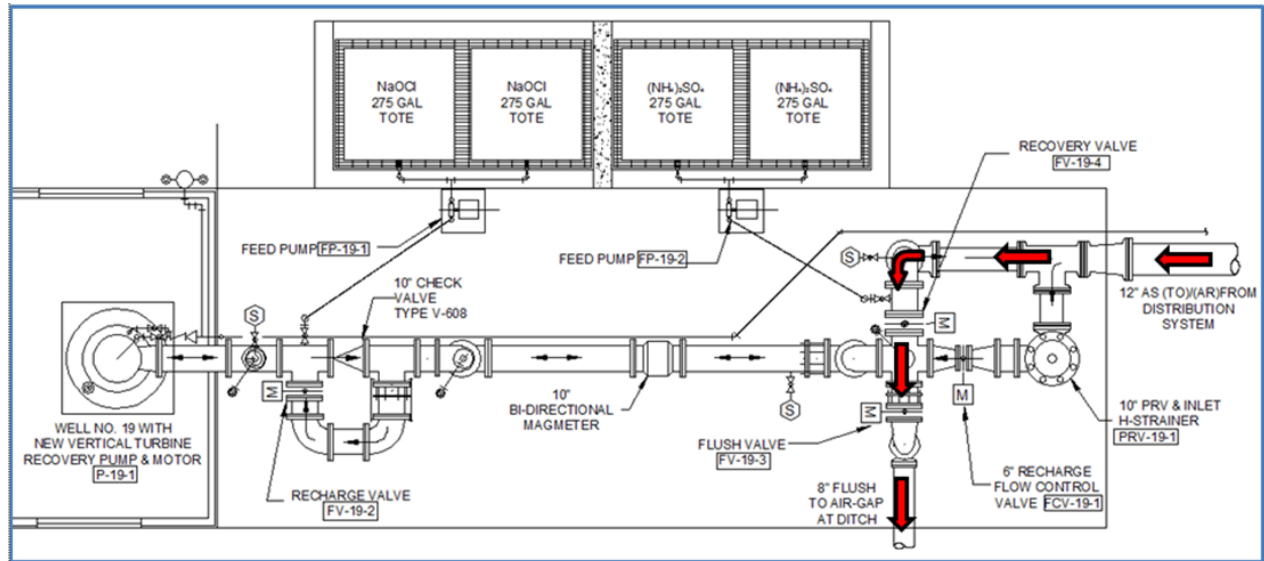 NaOCl
275 GAL
TOTE
NaOCl
275 GAL
TOTE
(NH₄)₂SO₄
275 GAL
TOTE
(NH₄)₂SO₄
275 GAL
TOTE
RECOVERY VALVE
FV-19-4
FEED PUMP FP-19-1
FEED PUMP FP-19-2
S
10" CHECK
VALVE
TYPE V-608
S
M
12" AS (TO)/(AR)FROM
DISTRIBUTION
SYSTEM
M
M
S
M
10"
BI-DIRECTIONAL
MAGMETER
WELL NO. 19 WITH
NEW VERTICAL TURBINE
RECOVERY PUMP & MOTOR
P-19-1
RECHARGE VALVE
FV-19-2
FLUSH VALVE
FV-19-3
8" FLUSH
TO AIR-GAP
AT DITCH
10" PRV & INLET
H-STRAINER
PRV-19-1
6" RECHARGE
FLOW CONTROL
VALVE FCV-19-1